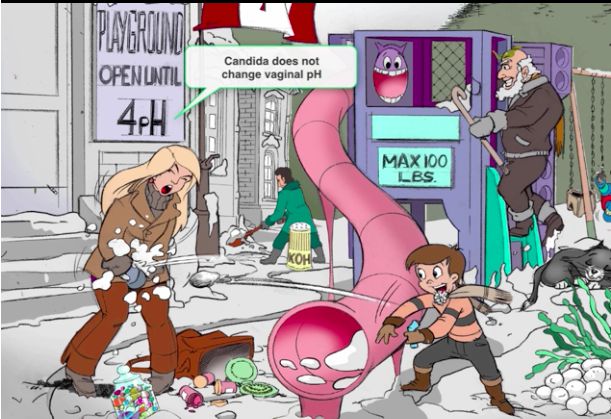 PLAYGROUND
OPEN UNTIL
4pH
Candida does not
change vaginal pH
MAX 100
LBS.
KOH